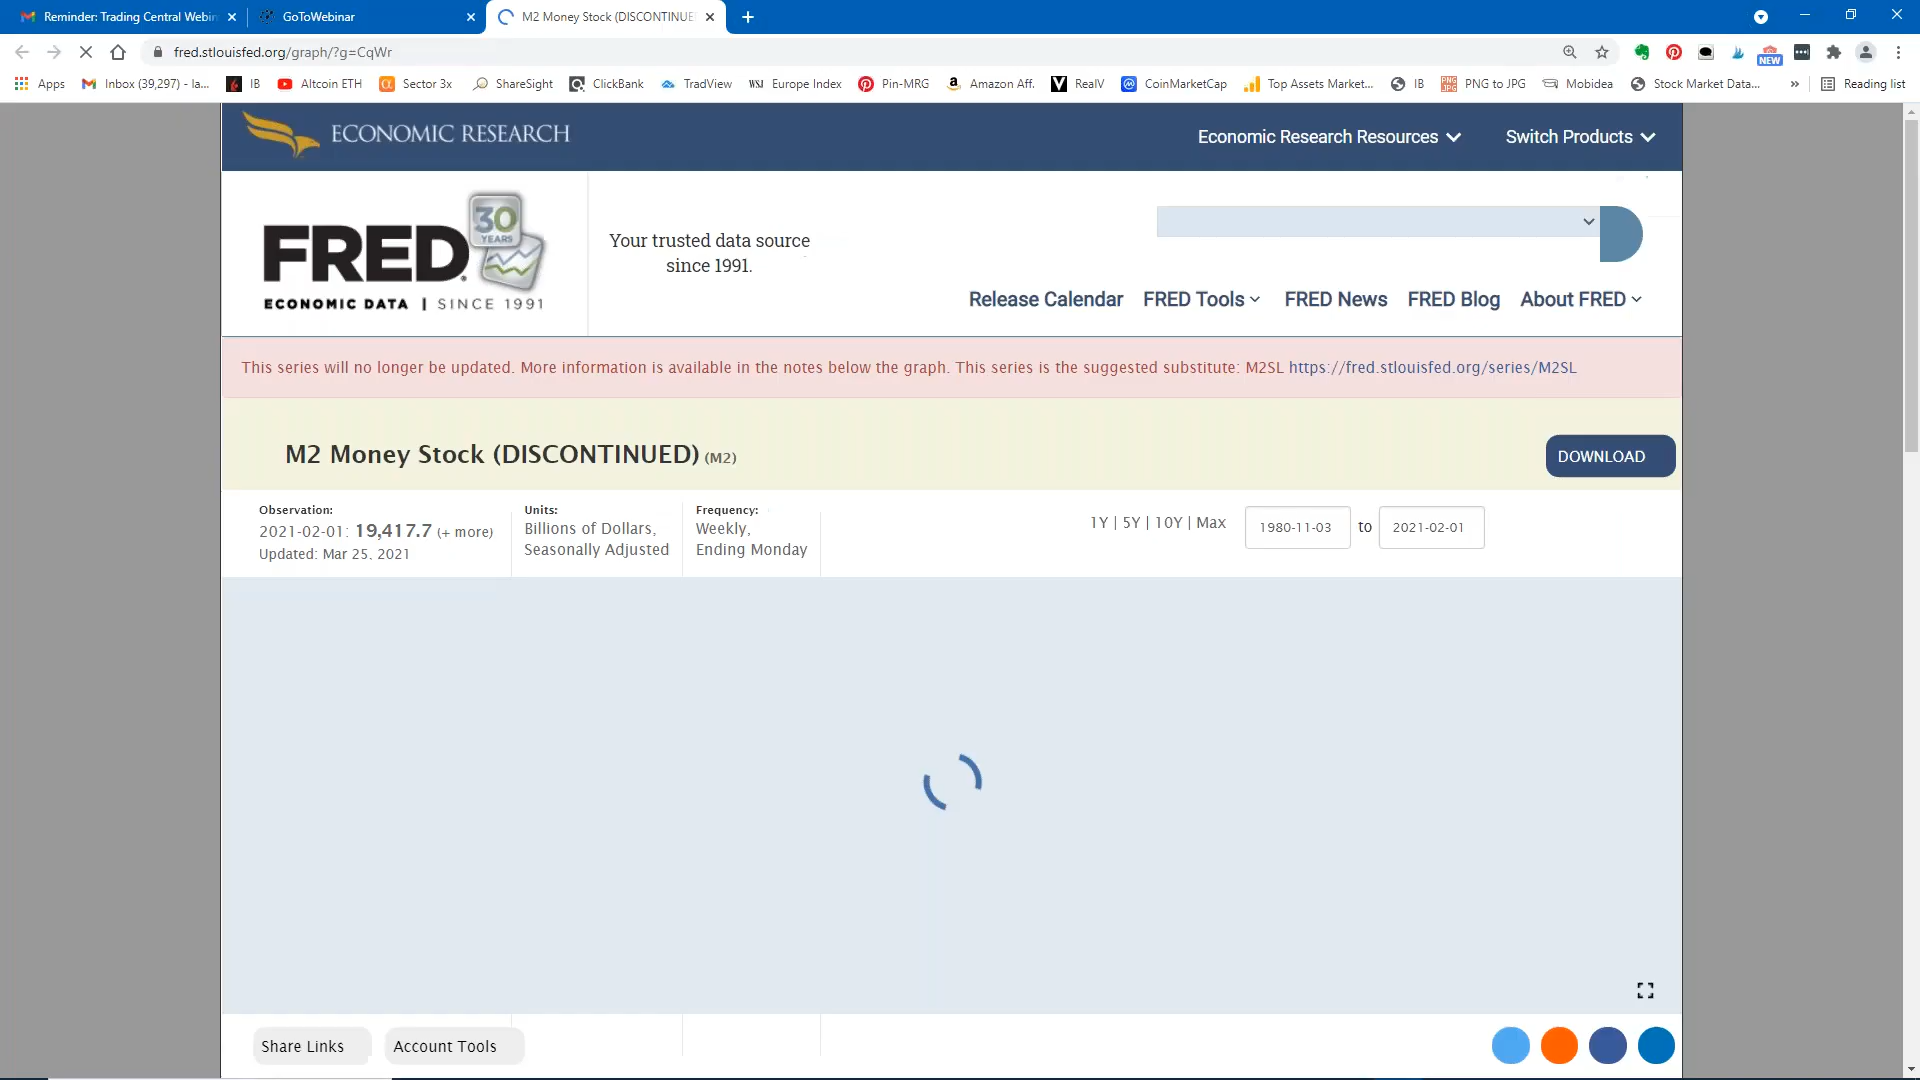 Reminder: Trading Central Webin
GoToWebinar
M2 Money Stock (DISCONTINUE
fred.stlouisfed.org/graph/?g=CqWr
NEW
Apps
Inbox (39,297) - la...
IB
Altcoin ETH
Sector 3x
ShareSight
ClickBank
TradView
WSJ Europe Index
Pin-MRG
Amazon Aff.
RealV
CoinMarketCap
Top Assets Market...
IB
PNG to JPG
Mobidea
Stock Market Data...
»
Reading list
ECONOMIC RESEARCH
Economic Research Resources
Switch Products
30
YEARS
FRED
ECONOMIC DATA | SINCE 1991
Your trusted data source
since 1991.
Release Calendar
FRED Tools
FRED News
FRED Blog
About FRED
This series will no longer be updated. More information is available in the notes below the graph. This series is the suggested substitute: M2SL https://fred.stlouisfed.org/series/M2SL
M2 Money Stock (DISCONTINUED) (M2)
DOWNLOAD
Observation:
2021-02-01: 19,417.7 (+ more)
Updated: Mar 25, 2021
Units:
Billions of Dollars,
Seasonally Adjusted
Frequency:
Weekly,
Ending Monday
1Y | 5Y | 10Y | Max
1980-11-03 to 2021-02-01
Share Links
Account Tools